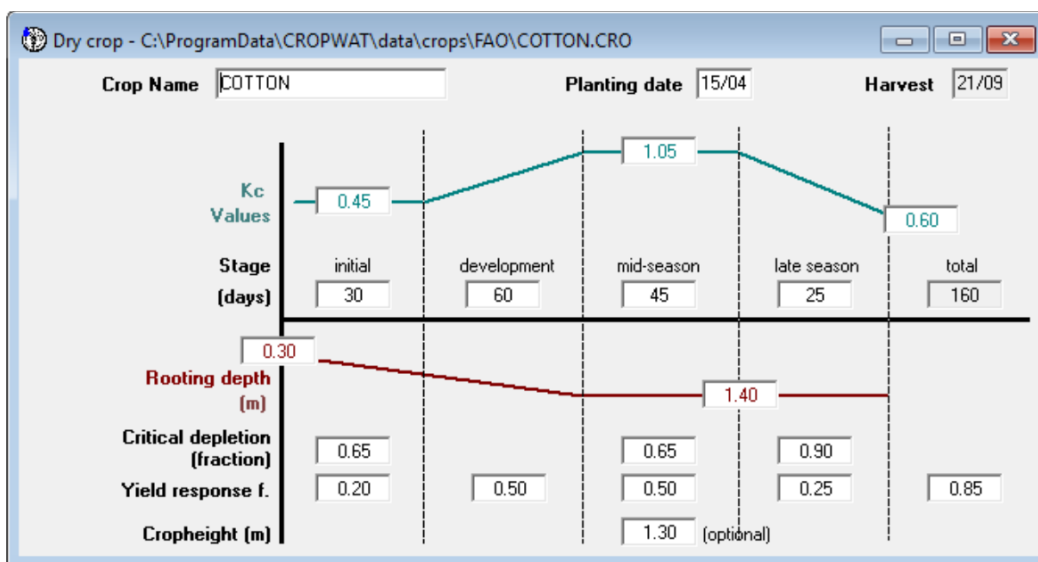 Dry crop - C:\ProgramData\CROPWAT\data\crops\FAO\COTTON.CRO
Crop Name COTTON Planting date 15/04 Harvest 21/09
1.05
Kc
Values
0.45
0.60
Stage initial development mid-season late season total
(days) 30 60 45 25 160
0.30
Rooting depth
(m)
1.40
Critical depletion
(fraction)
0.65 0.65 0.90
Yield response f. 0.20 0.50 0.50 0.25 0.85
Cropheight (m) 1.30 (optional)